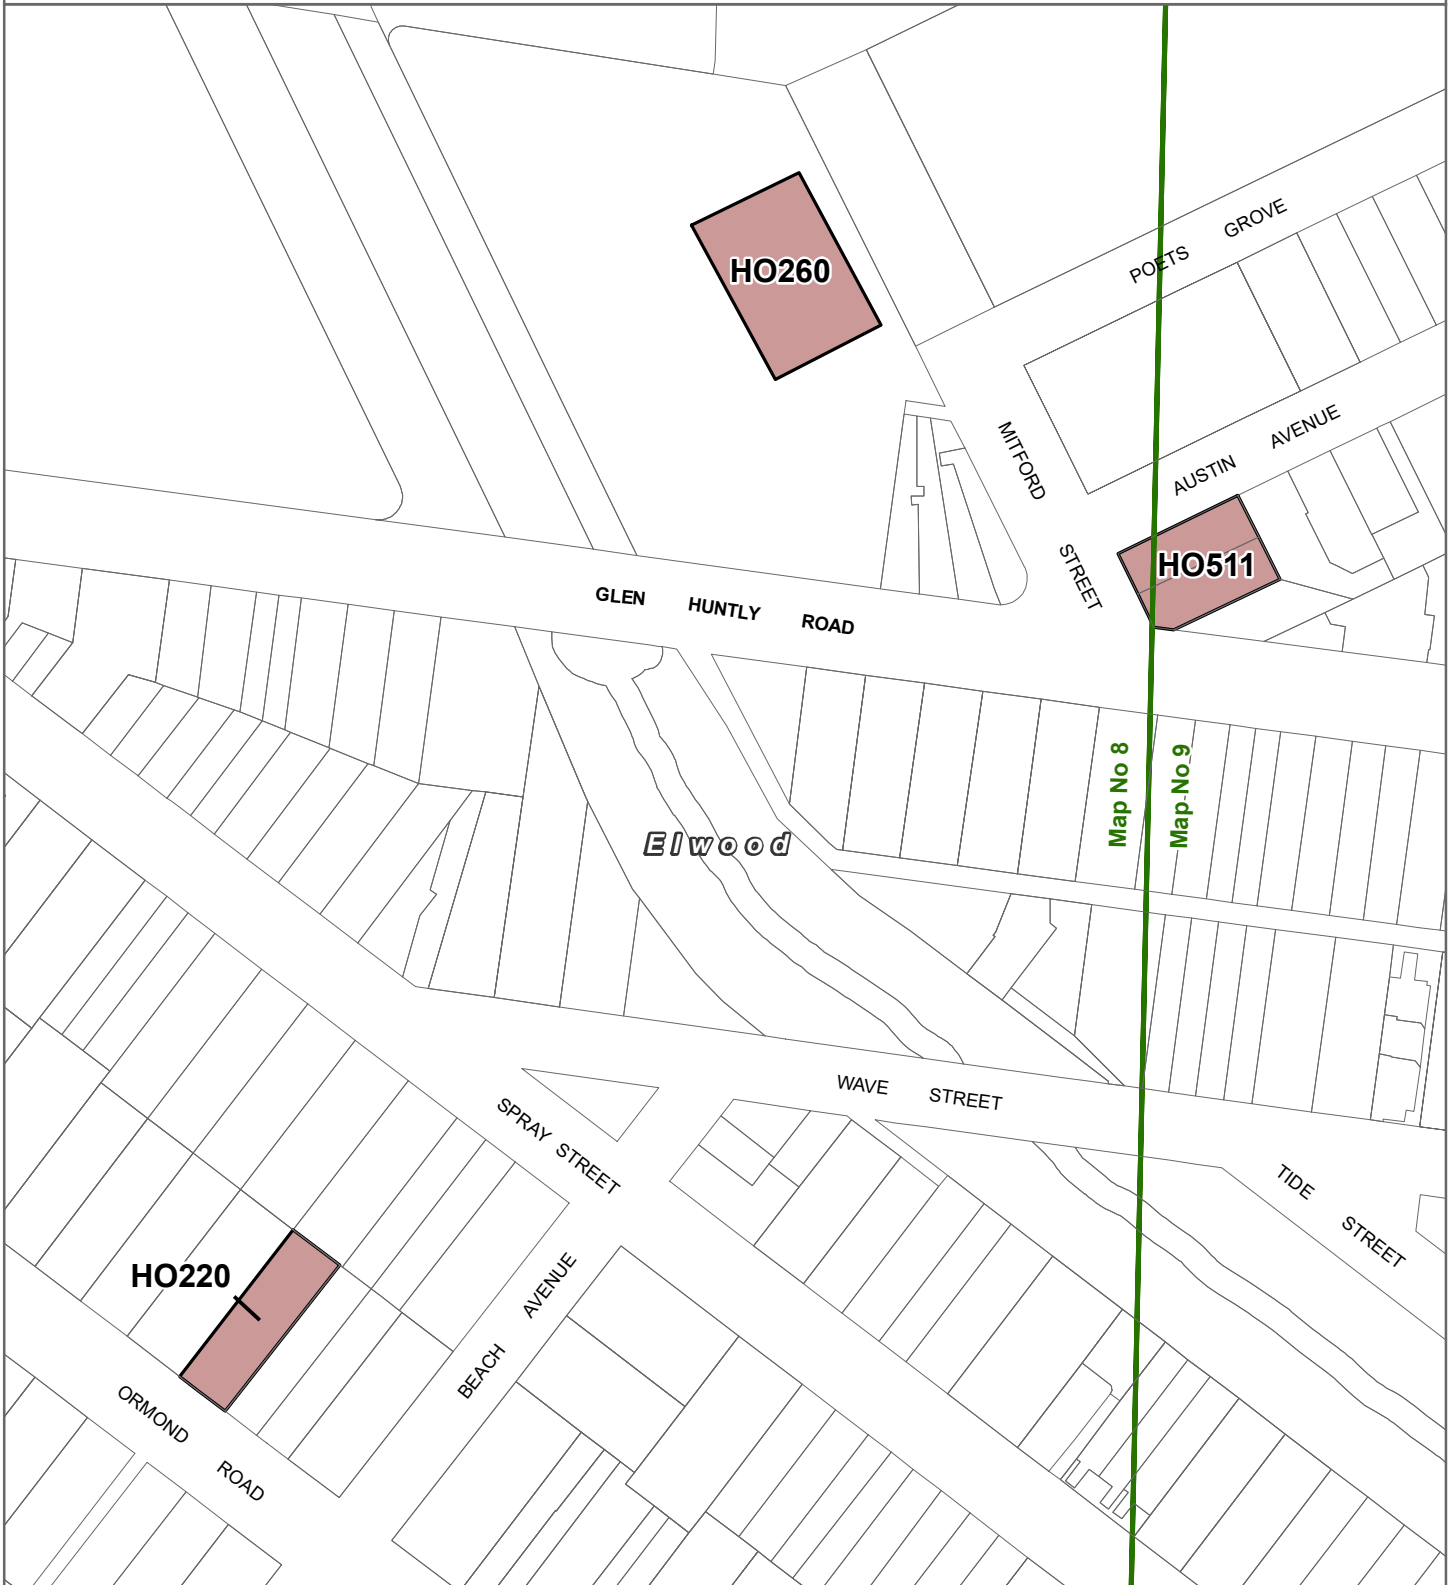 HO260
POETS GROVE
MITFORD STREET
AUSTIN AVENUE
HO511
GLEN HUNTLY ROAD
Map No 8
Map No 9
Elwood
WAVE STREET
SPRAY STREET
TIDE STREET
HO220
BEACH AVENUE
ORMOND ROAD